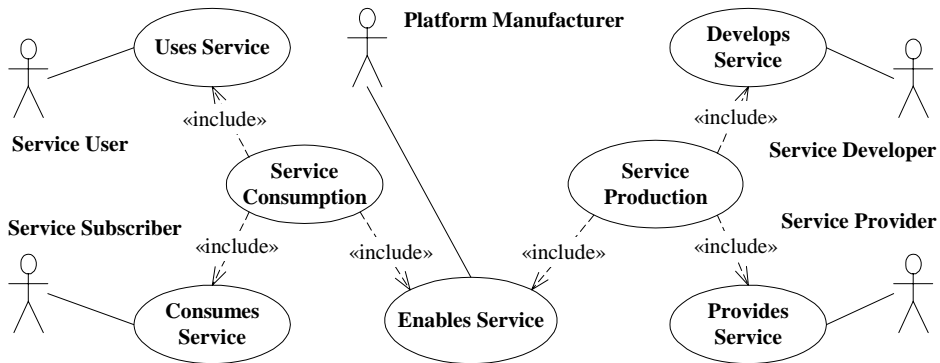 Platform Manufacturer
Uses Service
Develops
Service
«include»
«include»
Service User
Service Developer
Service
Consumption
Service
Production
Service Subscriber
Service Provider
«include»
«include»
«include»
«include»
Consumes
Service
Enables Service
Provides
Service